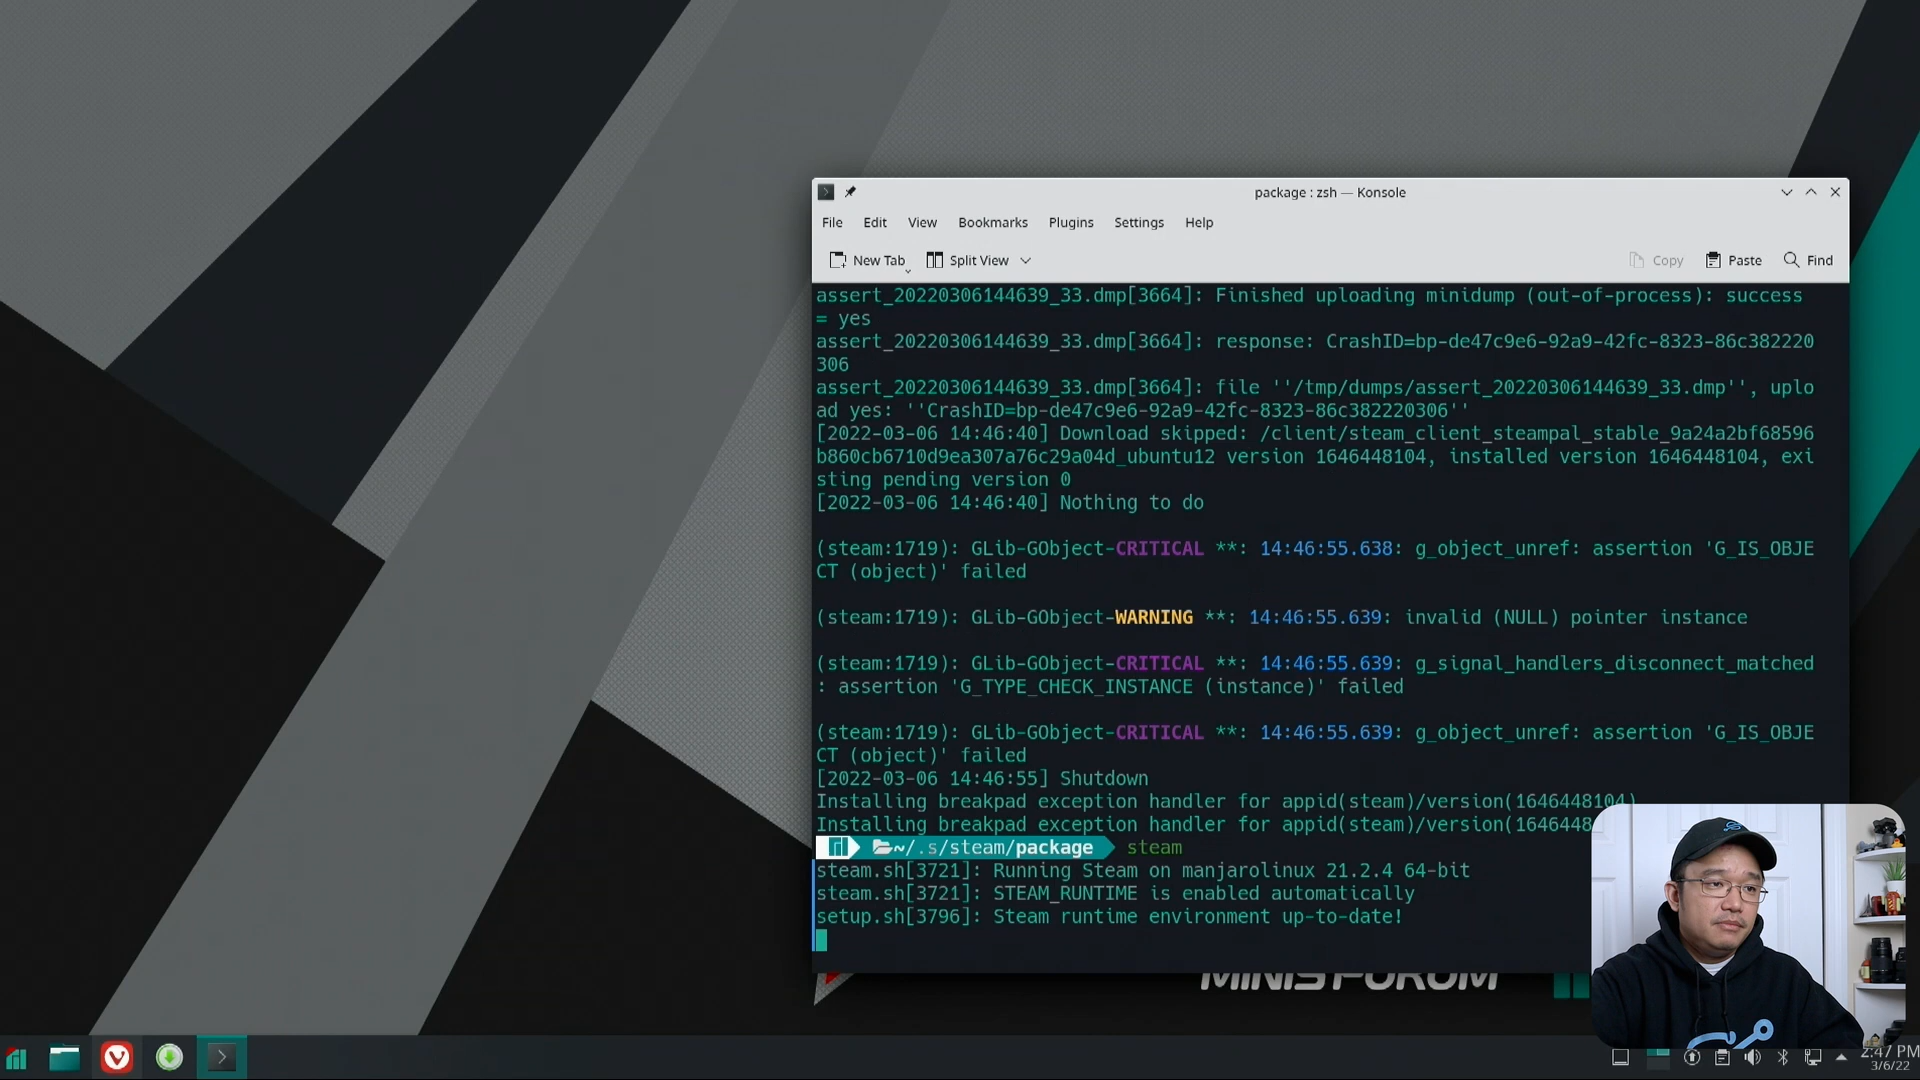 package : zsh — Konsole
File Edit View Bookmarks Plugins Settings Help
New Tab Split View Copy Paste Find
assert_20220306144639_33.dmp[3664]: Finished uploading minidump (out-of-process): success
= yes
assert_20220306144639_33.dmp[3664]: response: CrashID=bp-de47c9e6-92a9-42fc-8323-86c382220
306
assert_20220306144639_33.dmp[3664]: file ''/tmp/dumps/assert_20220306144639_33.dmp'', uplo
ad yes: ''CrashID=bp-de47c9e6-92a9-42fc-8323-86c382220306''
[2022-03-06 14:46:40] Download skipped: /client/steam_client_steampal_stable_9a24a2bf68596
b860cb6710d9ea307a76c29a04d_ubuntu12 version 1646448104, installed version 1646448104, exi
sting pending version 0
[2022-03-06 14:46:40] Nothing to do
(steam:1719): GLib-GObject-CRITICAL **: 14:46:55.638: g_object_unref: assertion 'G_IS_OBJE
CT (object)' failed
(steam:1719): GLib-GObject-WARNING **: 14:46:55.639: invalid (NULL) pointer instance
(steam:1719): GLib-GObject-CRITICAL **: 14:46:55.639: g_signal_handlers_disconnect_matched
: assertion 'G_TYPE_CHECK_INSTANCE (instance)' failed
(steam:1719): GLib-GObject-CRITICAL **: 14:46:55.639: g_object_unref: assertion 'G_IS_OBJE
CT (object)' failed
[2022-03-06 14:46:55] Shutdown
Installing breakpad exception handler for appid(steam)/version(1646448104)
Installing breakpad exception handler for appid(steam)/version(1646448
~/.s/steam/package steam
steam.sh[3721]: Running Steam on manjarolinux 21.2.4 64-bit
steam.sh[3721]: STEAM_RUNTIME is enabled automatically
setup.sh[3796]: Steam runtime environment up-to-date!
MINISFORUM
2:47 PM
3/6/22